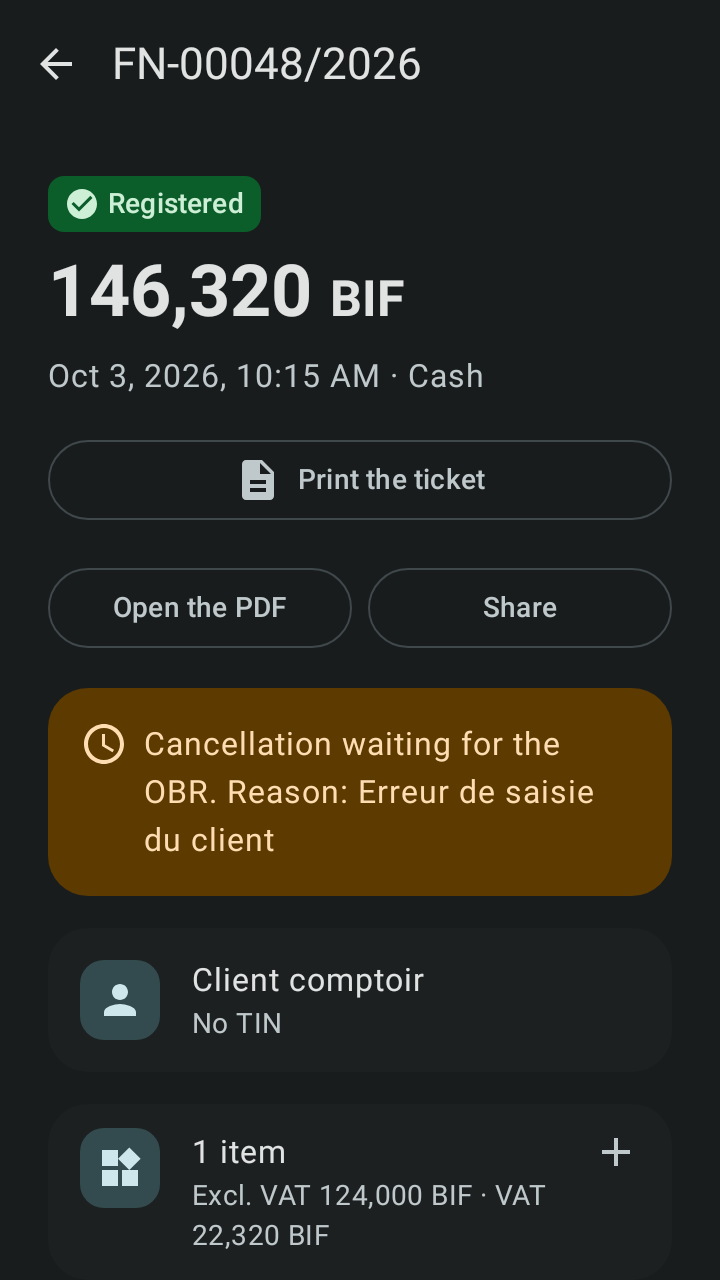 FN-00048/2026
Registered
146,320 BIF
Oct 3, 2026, 10:15 AM · Cash
Print the ticket
Open the PDF
Share
Cancellation waiting for the
OBR. Reason: Erreur de saisie
du client
Client comptoir
No TIN
1 item
Excl. VAT 124,000 BIF · VAT
22,320 BIF